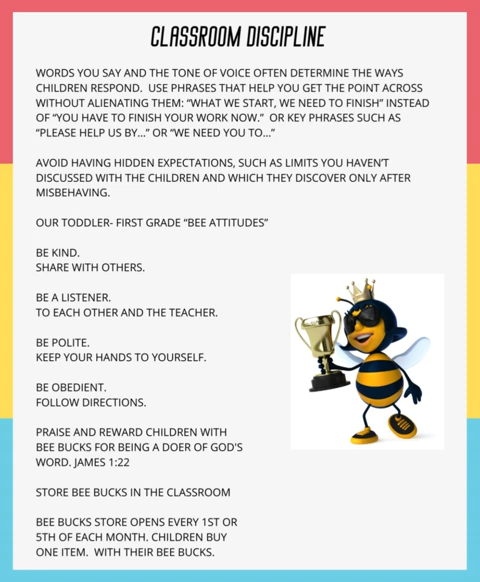 CLASSROOM DISCIPLINE
WORDS YOU SAY AND THE TONE OF VOICE OFTEN DETERMINE THE WAYS
CHILDREN RESPOND. USE PHRASES THAT HELP YOU GET THE POINT ACROSS
WITHOUT ALIENATING THEM: “WHAT WE START, WE NEED TO FINISH” INSTEAD
OF “YOU HAVE TO FINISH YOUR WORK NOW.” OR KEY PHRASES SUCH AS
“PLEASE HELP US BY...” OR “WE NEED YOU TO...”
AVOID HAVING HIDDEN EXPECTATIONS, SUCH AS LIMITS YOU HAVEN’T
DISCUSSED WITH THE CHILDREN AND WHICH THEY DISCOVER ONLY AFTER
MISBEHAVING.
OUR TODDLER- FIRST GRADE “BEE ATTITUDES”
BE KIND.
SHARE WITH OTHERS.
BE A LISTENER.
TO EACH OTHER AND THE TEACHER.
BE POLITE.
KEEP YOUR HANDS TO YOURSELF.
BE OBEDIENT.
FOLLOW DIRECTIONS.
PRAISE AND REWARD CHILDREN WITH
BEE BUCKS FOR BEING A DOER OF GOD'S
WORD. JAMES 1:22
STORE BEE BUCKS IN THE CLASSROOM
BEE BUCKS STORE OPENS EVERY 1ST OR
5TH OF EACH MONTH. CHILDREN BUY
ONE ITEM. WITH THEIR BEE BUCKS.